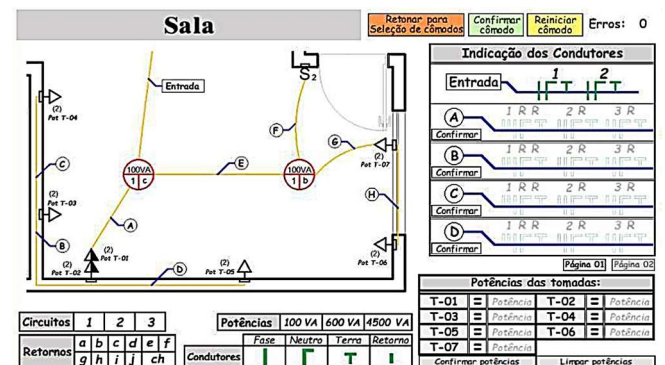 Sala
Retonar para
Seleção de cômodos
Confirmar
cômodo
Reiniciar
cômodo
Erros: 0
Entrada
(2)
Pot T-04
(2)
Pot T-03
(2)
Pot T-01
(2)
Pot T-02
(2)
Pot T-05
(2)
Pot T-06
(2)
Pot T-07
S2
100VA
1 c
100VA
1 b
A
B
C
D
E
F
G
H
Indicação dos Condutores
Entrada 1 2
A 1 R R 2 R 3 R
Confirmar
B 1 R R 2 R 3 R
Confirmar
C 1 R R 2 R 3 R
Confirmar
D 1 R R 2 R 3 R
Confirmar
Página 01 Página 02
Potências das tomadas:
T-01 = Potência T-02 = Potência
T-03 = Potência T-04 = Potência
T-05 = Potência T-06 = Potência
T-07 = Potência
Confirmar potências Limpar potências
Circuitos 1 2 3
Potências 100 VA 600 VA 4500 VA
Retornos a b c d e f
g h i j ch
Condutores Fase Neutro Terra Retorno